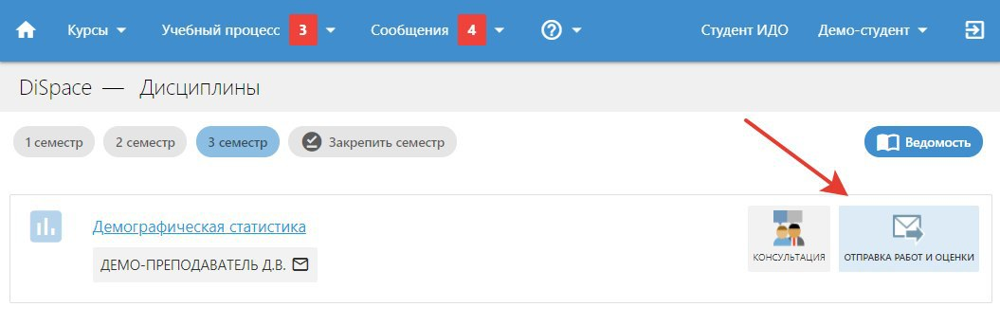 Курсы Учебный процесс 3 Сообщения 4 Студент ИДО Демо-студент
DiSpace — Дисциплины
1 семестр 2 семестр 3 семестр Закрепить семестр Ведомость
Демографическая статистика
ДЕМО-ПРЕПОДАВАТЕЛЬ Д.В.
КОНСУЛЬТАЦИЯ ОТПРАВКА РАБОТ И ОЦЕНКИ